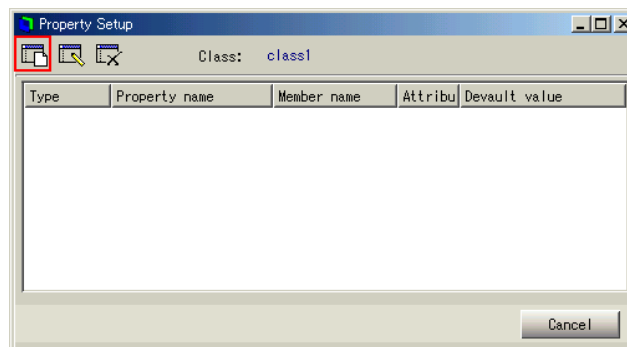 Property Setup
Class: class1
Type Property name Member name Attribu Devault value
Cancel